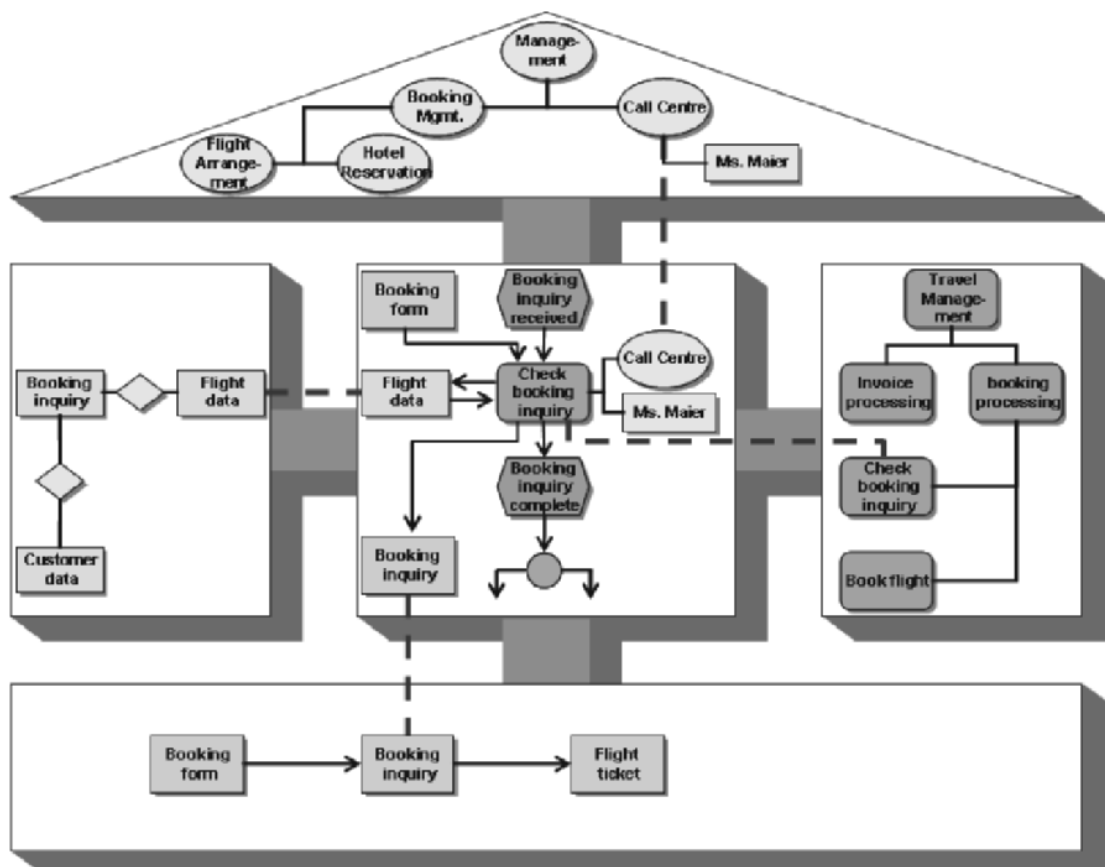 Manage-
ment
Booking
Mgmt.
Call Centre
Flight
Arrange-
ment
Hotel
Reservation
Ms. Maier
Booking
inquiry
Flight
data
Customer
data
Booking
form
Booking
inquiry
received
Flight
data
Check
booking
inquiry
Call Centre
Ms. Maier
Booking
inquiry
complete
Booking
inquiry
Travel
Manage-
ment
Invoice
processing
booking
processing
Check
booking
inquiry
Book flight
Booking
form
Booking
inquiry
Flight
ticket